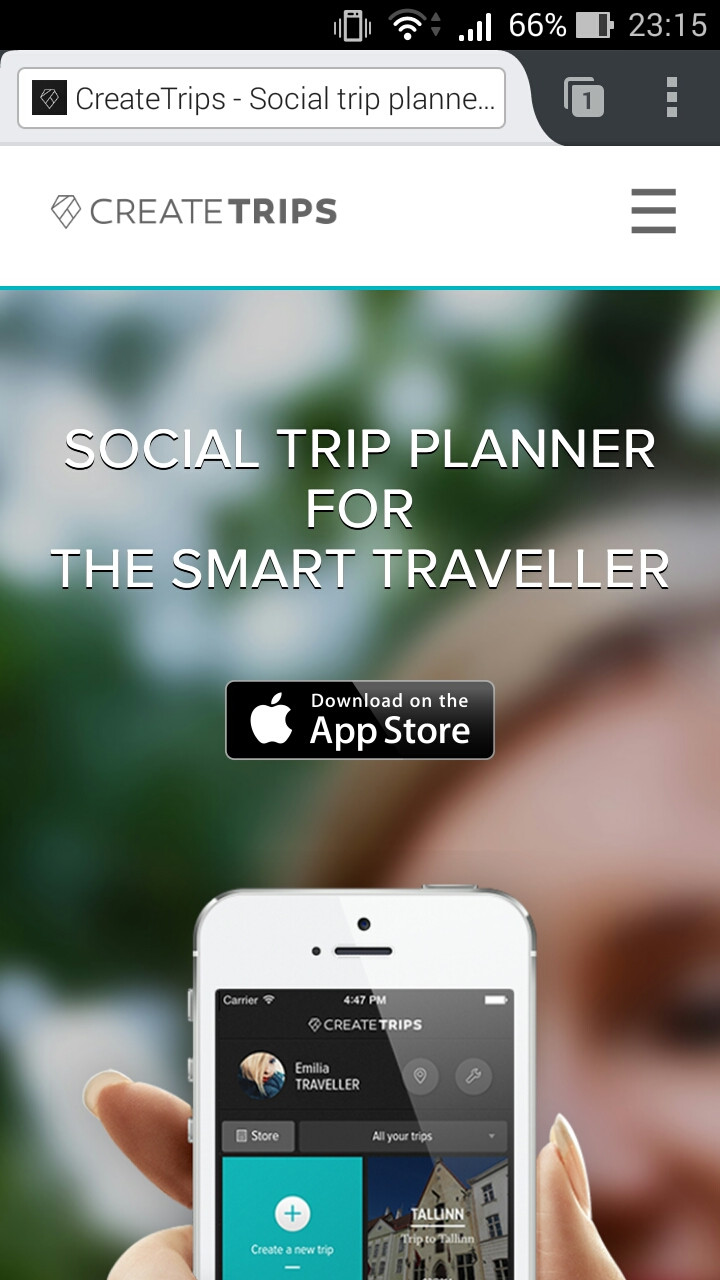 66% 23:15
CreateTrips - Social trip planne...
1
CREATETRIPS
SOCIAL TRIP PLANNER
FOR
THE SMART TRAVELLER
Download on the
App Store
Carrier 4:47 PM
CREATETRIPS
Emilia
TRAVELLER
Store All your trips
Create a new trip
TALLINN
Trip to Tallinn